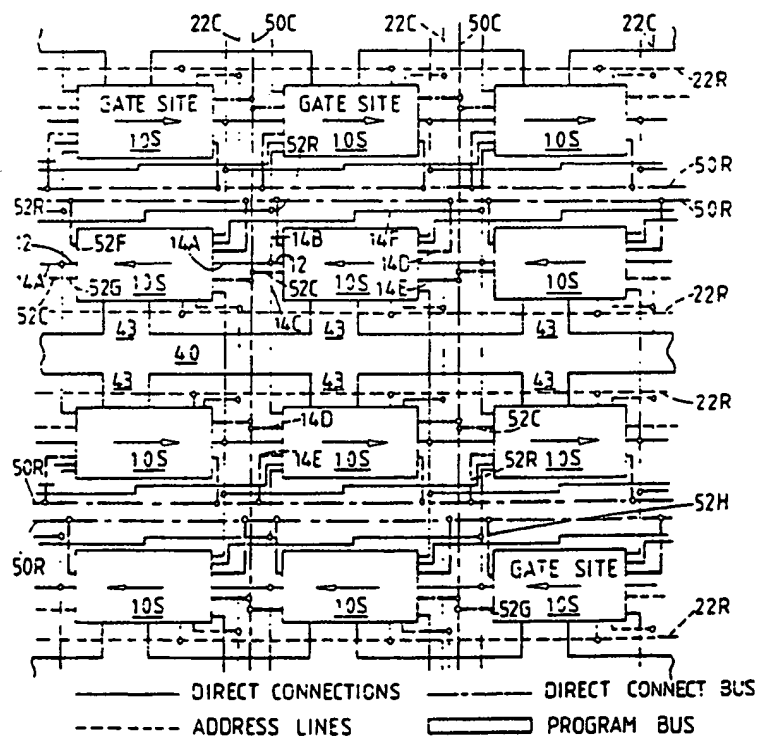 22C 50C 22C 50C 22C
22R
GATE SITE GATE SITE
10S 10S 52R 10S
50R
52R 50R
52F 14A 14B 14F
12 12 14D
14A 52G 10S 52C 10S 14E 10S
52C 14C 22R
43 43 43
40
43 43 43
22R
14D 52C
10S 14E 10S 52R 10S
50R
52H
50R GATE SITE
10S 10S 52G 10S
22R
DIRECT CONNECTIONS DIRECT CONNECT BUS
ADDRESS LINES PROGRAM BUS